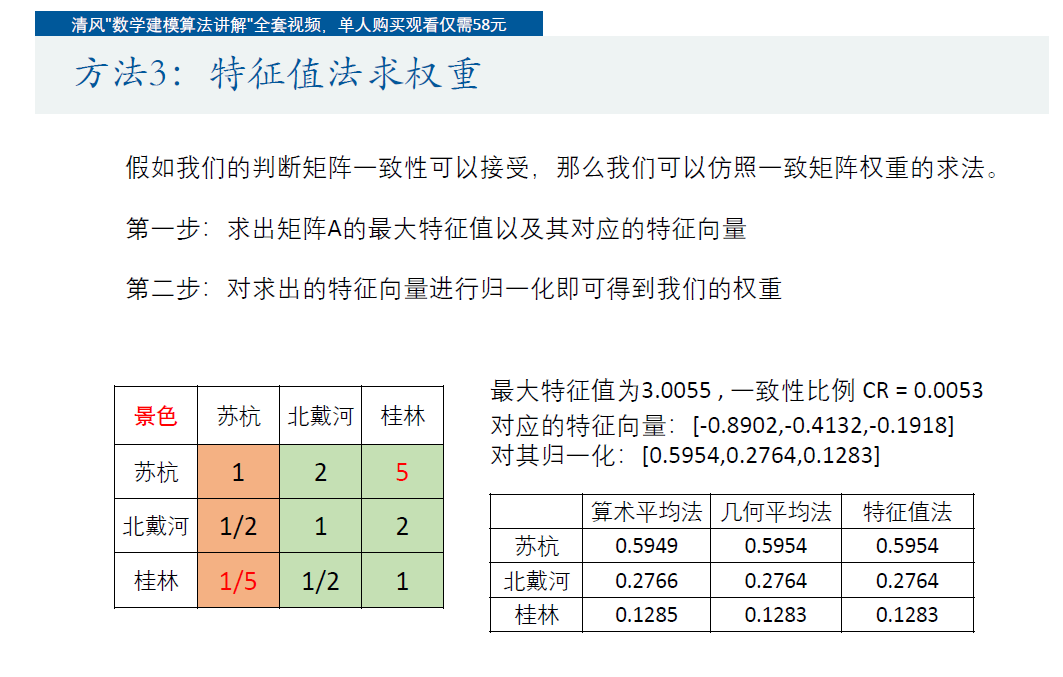 清风"数学建模算法讲解"全套视频，单人购买观看仅需58元
方法3：特征值法求权重
假如我们的判断矩阵一致性可以接受，那么我们可以仿照一致矩阵权重的求法。
第一步：求出矩阵A的最大特征值以及其对应的特征向量
第二步：对求出的特征向量进行归一化即可得到我们的权重
景色 苏杭 北戴河 桂林
苏杭 1 2 5
北戴河 1/2 1 2
桂林 1/5 1/2 1
最大特征值为3.0055 , 一致性比例 CR = 0.0053
对应的特征向量：[-0.8902,-0.4132,-0.1918]
对其归一化：[0.5954,0.2764,0.1283]
算术平均法 几何平均法 特征值法
苏杭 0.5949 0.5954 0.5954
北戴河 0.2766 0.2764 0.2764
桂林 0.1285 0.1283 0.1283